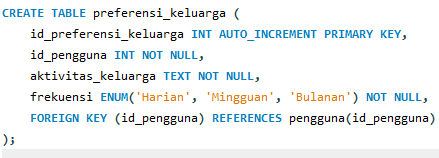 CREATE TABLE preferensi_keluarga (
    id_preferensi_keluarga INT AUTO_INCREMENT PRIMARY KEY,
    id_pengguna INT NOT NULL,
    aktivitas_keluarga TEXT NOT NULL,
    frekuensi ENUM('Harian', 'Mingguan', 'Bulanan') NOT NULL,
    FOREIGN KEY (id_pengguna) REFERENCES pengguna(id_pengguna)
);